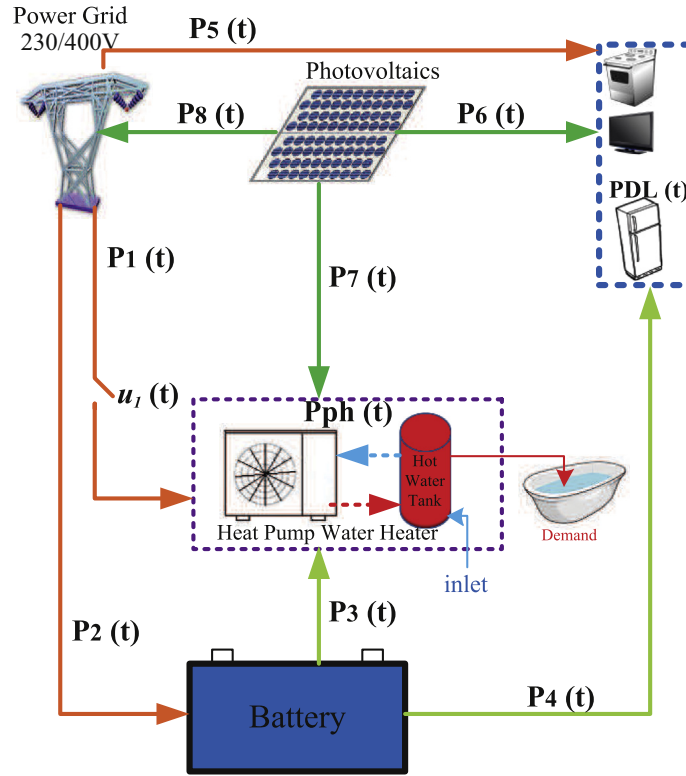 Power Grid
230/400V
P5 (t)
Photovoltaics
P8 (t)
P6 (t)
PDL (t)
P1 (t)
P7 (t)
u1 (t)
Pph (t)
Hot
Water
Tank
Heat Pump Water Heater
Demand
inlet
P3 (t)
P2 (t)
P4 (t)
Battery